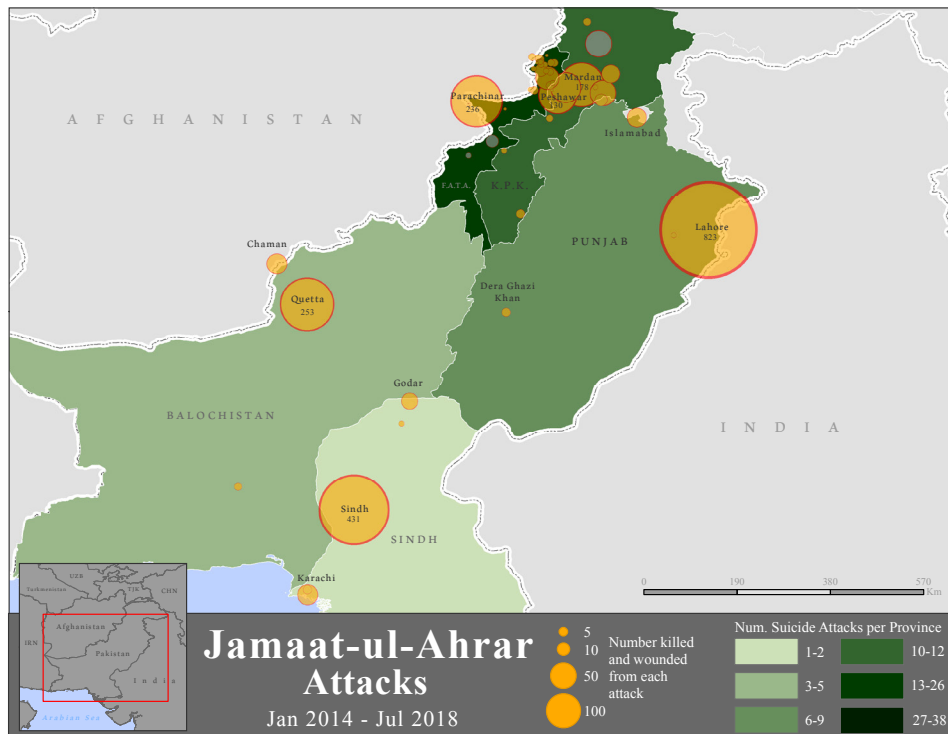 AFGHANISTAN
Parachinar
236
Mardan
178
Peshawar
130
Islamabad
F.A.T.A.
K.P.K.
PUNJAB
Lahore
823
Chaman
Quetta
253
Dera Ghazi
Khan
Godar
BALOCHISTAN
INDIA
Sindh
431
SINDH
Karachi
0 190 380 570
Km
UZB
Turkmenistan
TJK
CHN
Afghanistan
IRN
Pakistan
India
Arabian Sea
Jamaat-ul-Ahrar
Attacks
Jan 2014 - Jul 2018
5
10
50
100
Number killed
and wounded
from each
attack
Num. Suicide Attacks per Province
1-2
3-5
6-9
10-12
13-26
27-38